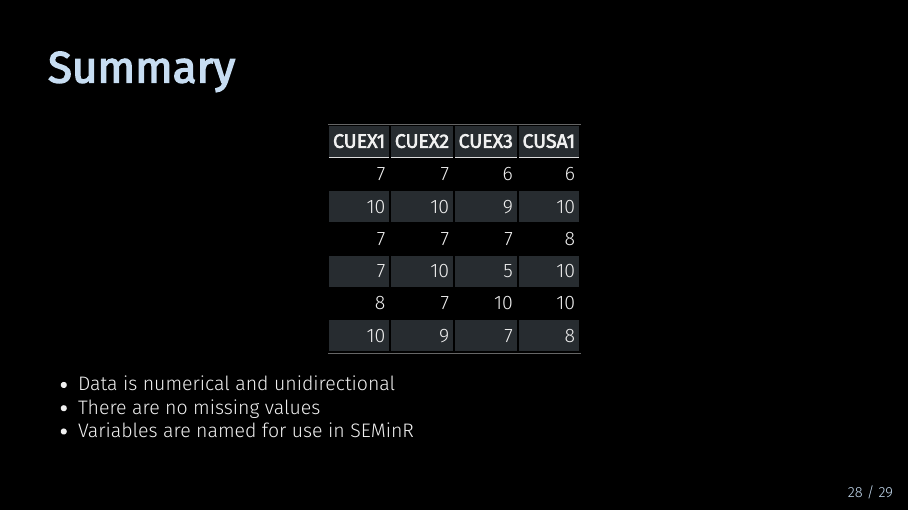 Summary
CUEX1 CUEX2 CUEX3 CUSA1
7 7 6 6
10 10 9 10
7 7 7 8
7 10 5 10
8 7 10 10
10 9 7 8
• Data is numerical and unidirectional
• There are no missing values
• Variables are named for use in SEMinR
28 / 29